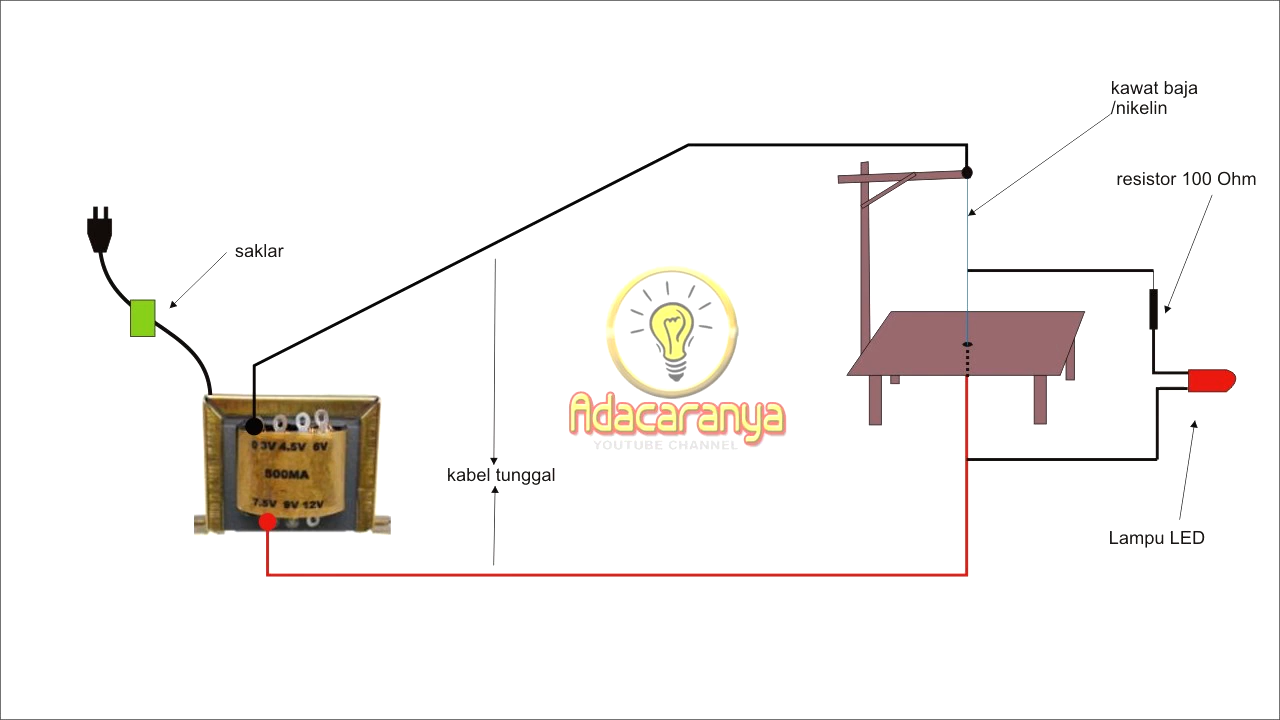 kawat baja
/nikelin
resistor 100 Ohm
saklar
Adacaranya
YOUTUBE CHANNEL
0 3V 4.5V 6V
500MA
7.5V 9V 12V
kabel tunggal
Lampu LED